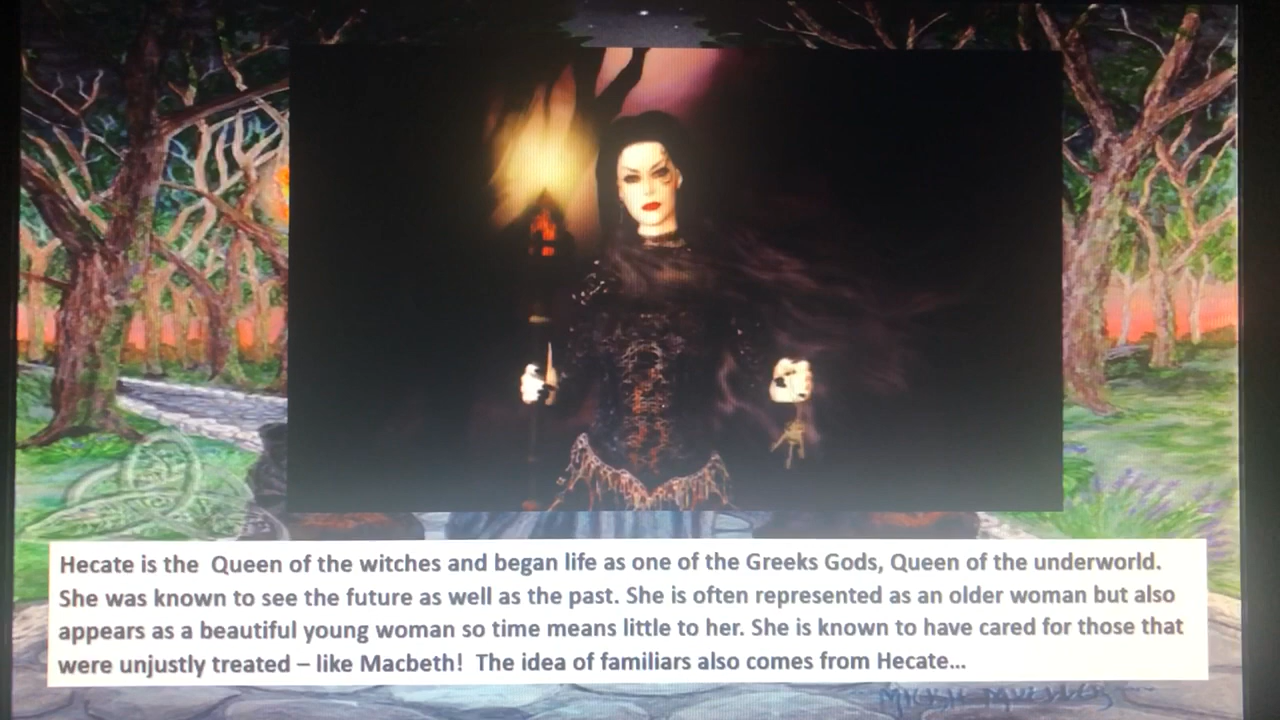 Hecate is the  Queen of the witches and began life as one of the Greeks Gods, Queen of the underworld.
She was known to see the future as well as the past. She is often represented as an older woman but also
appears as a beautiful young woman so time means little to her. She is known to have cared for those that
were unjustly treated – like Macbeth!  The idea of familiars also comes from Hecate...